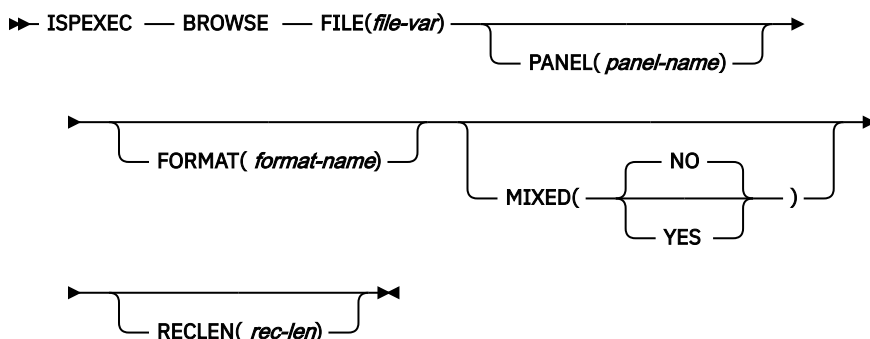 ISPEXEC BROWSE FILE(file-var)
PANEL( panel-name)
FORMAT( format-name)
NO
MIXED( )
YES
RECLEN( rec-len)